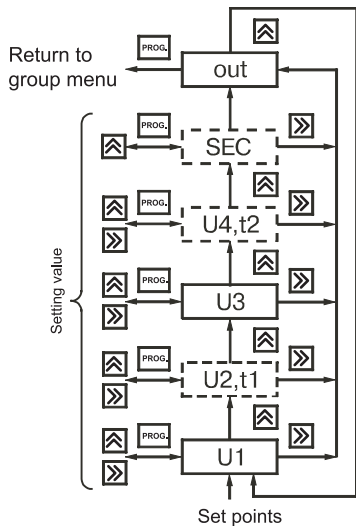 Return to
group menu
PROG.
out
PROG.
SEC
PROG.
U4,t2
PROG.
U3
PROG.
U2,t1
PROG.
U1
Setting value
Set points